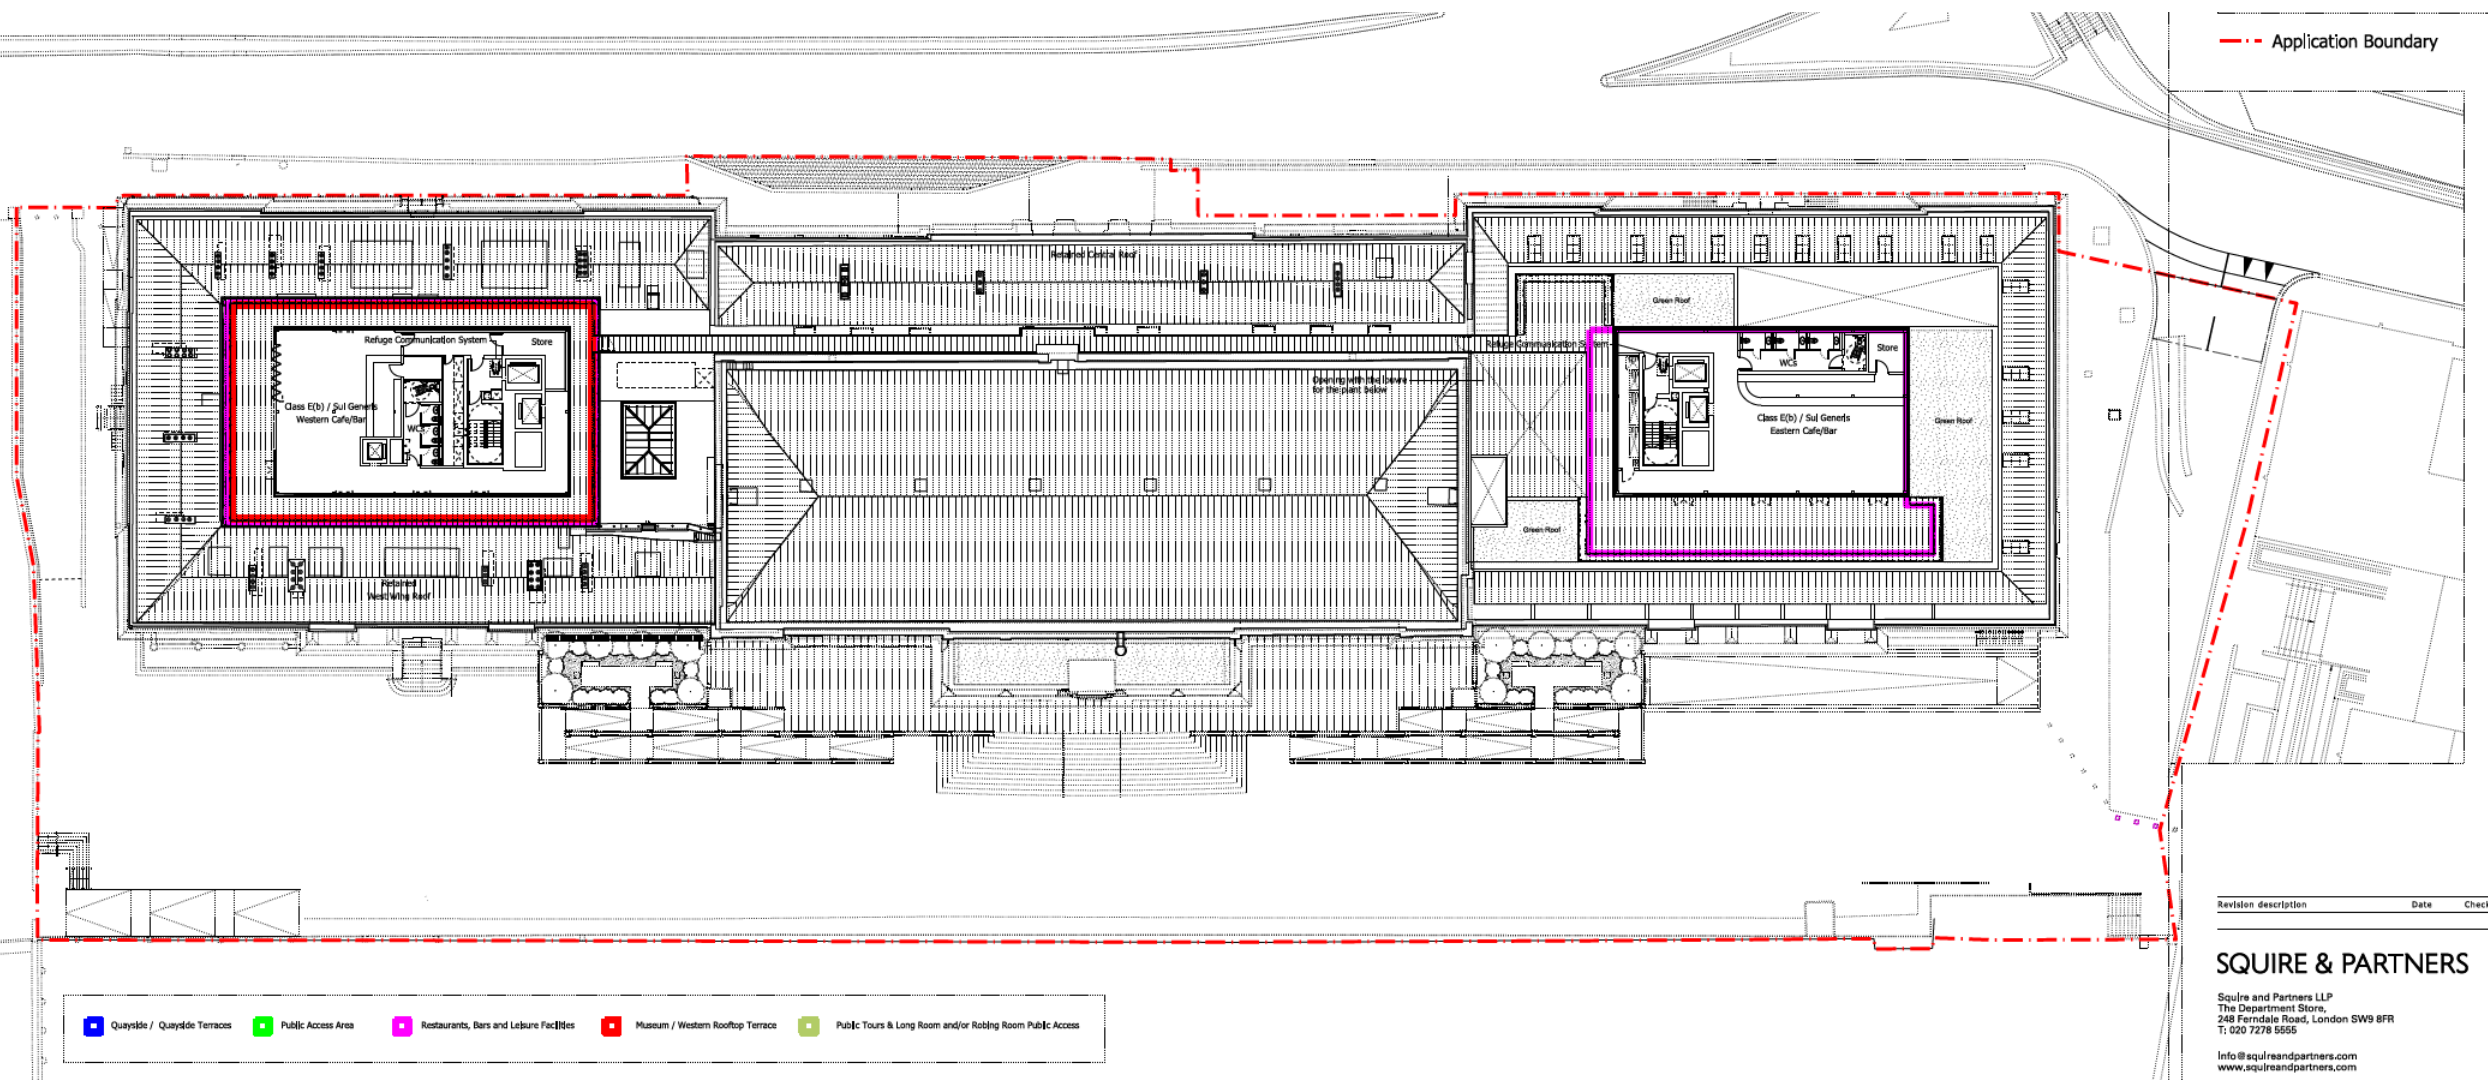 Application Boundary
Retained Central Roof
Green Roof
Refuge Communication System
Store
Refuge Communication System
Store
WCs
Opening with the louvre
for the plant below
Class E(b) / Sui Generis
Western Cafe/Bar
WCs
Class E(b) / Sui Generis
Eastern Cafe/Bar
Green Roof
Green Roof
Retained
West Wing Roof
Revision description Date Check
SQUIRE & PARTNERS
Squire and Partners LLP
The Department Store,
248 Ferndale Road, London SW9 8FR
T: 020 7278 5555
info@squireandpartners.com
www.squireandpartners.com
Quayside / Quayside Terraces
Public Access Area
Restaurants, Bars and Leisure Facilities
Museum / Western Rooftop Terrace
Public Tours & Long Room and/or Robing Room Public Access